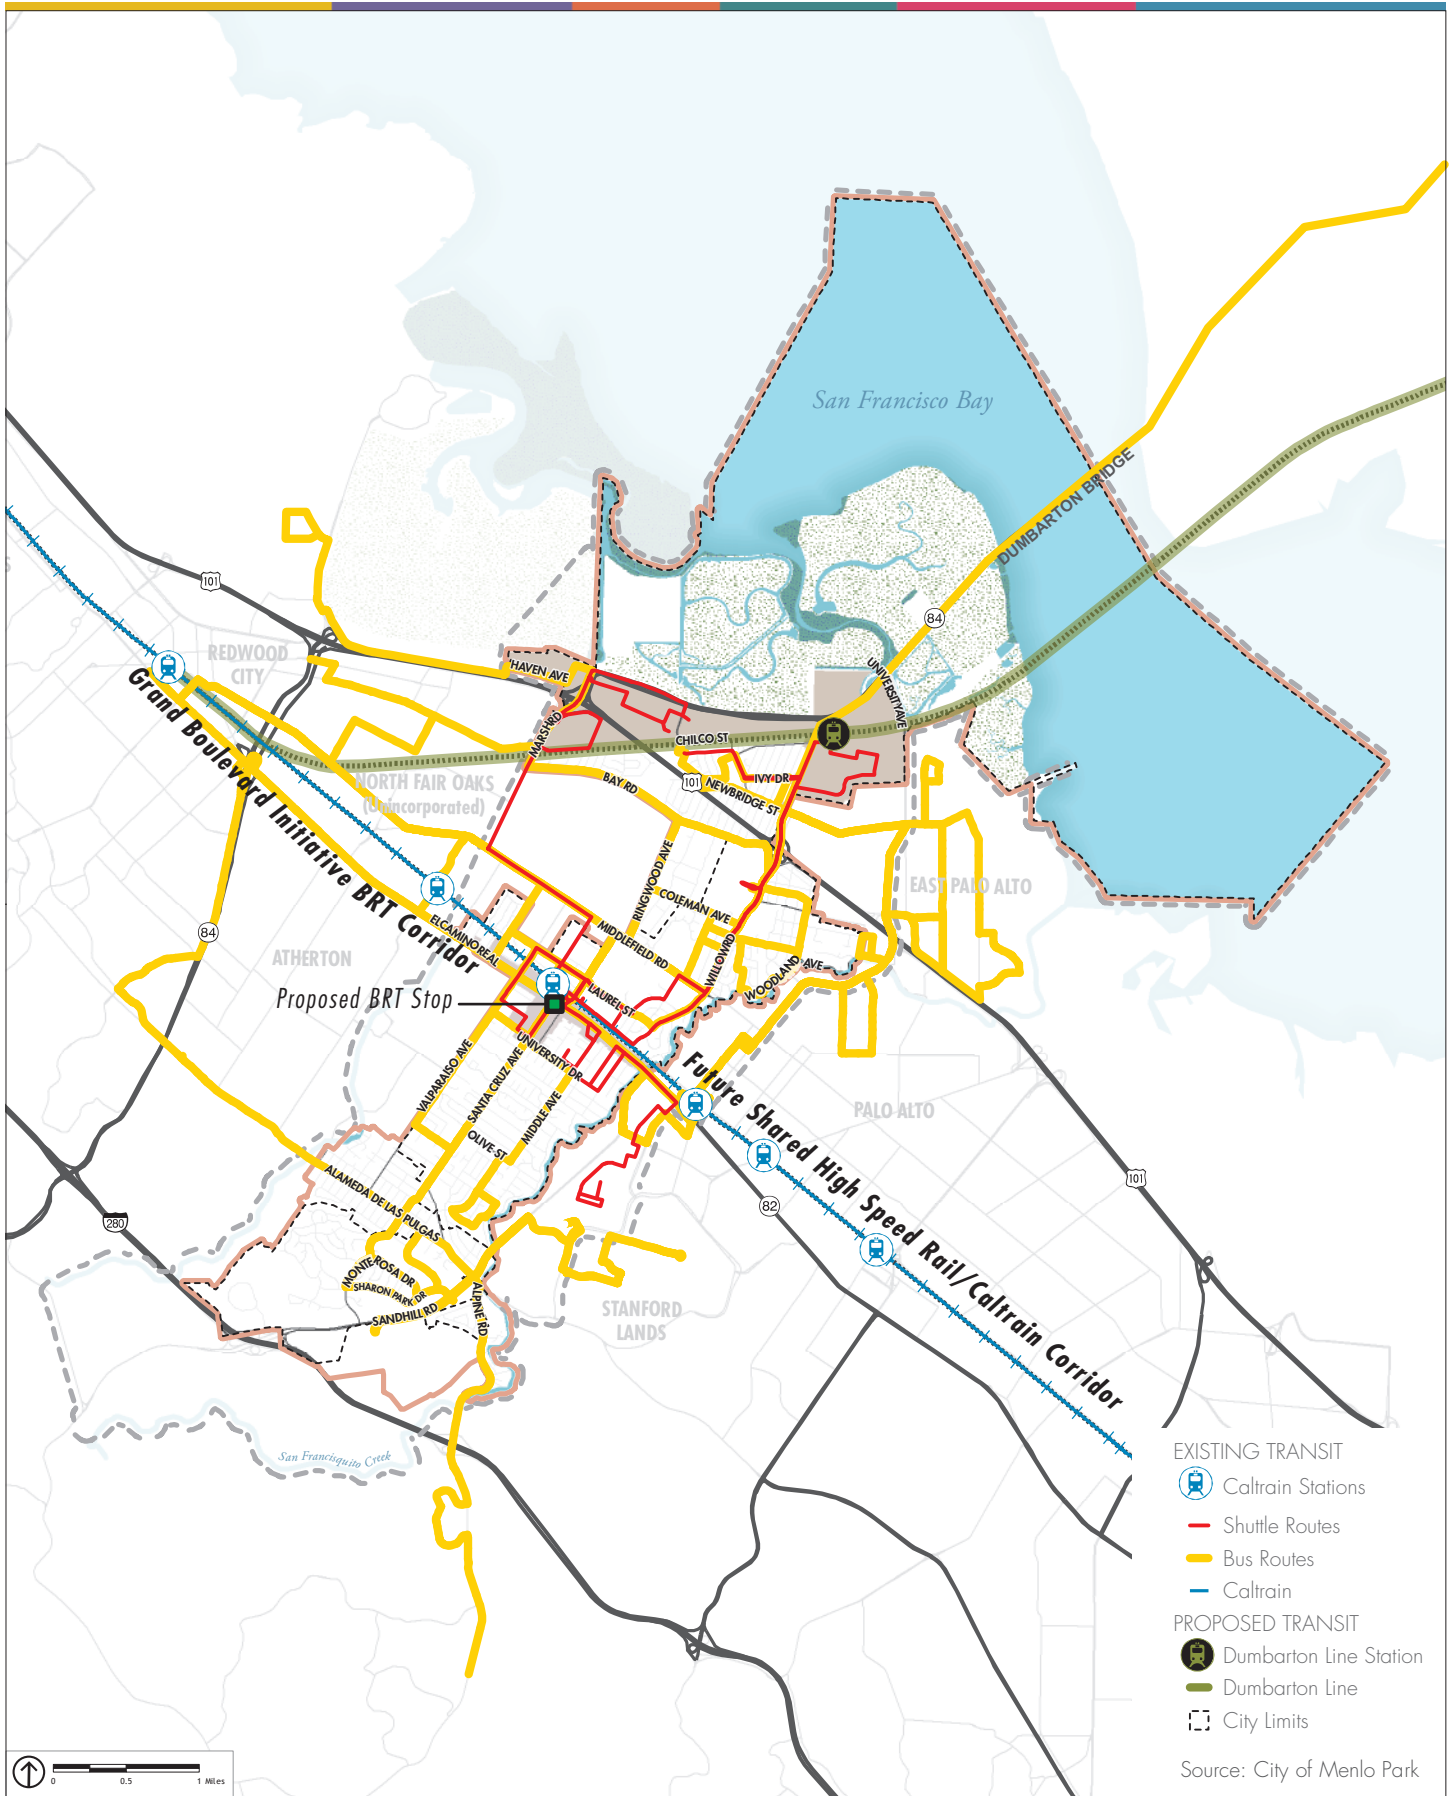 San Francisco Bay
DUMBARTON BRIDGE
84
101
REDWOOD
CITY
HAVEN AVE
UNIVERSITY AVE
MARSH RD
CHILCO ST
Grand Boulevard Initiative BRT Corridor
NORTH FAIR OAKS
(Unincorporated)
BAY RD
101
NEWBRIDGE ST
IVY DR
RINGWOOD AVE
COLEMAN AVE
EAST PALO ALTO
84
ATHERTON
ELCAMINO REAL
MIDDLEFIELD RD
WILLOW RD
WOODLAND AVE
Proposed BRT Stop
LAUREL ST
UNIVERSITY DR
VALPARAISO AVE
SANTA CRUZ AVE
MIDDLE AVE
OLIVE ST
Future Shared High Speed Rail/Caltrain Corridor
PALO ALTO
101
82
280
ALAMEDA DE LAS PULGAS
MONTE ROSA DR
SHARON PARK DR
SANDHILL RD
ALPINE RD
STANFORD
LANDS
San Francisquito Creek
EXISTING TRANSIT
Caltrain Stations
Shuttle Routes
Bus Routes
Caltrain
PROPOSED TRANSIT
Dumbarton Line Station
Dumbarton Line
City Limits
Source: City of Menlo Park
0 0.5 1 Miles